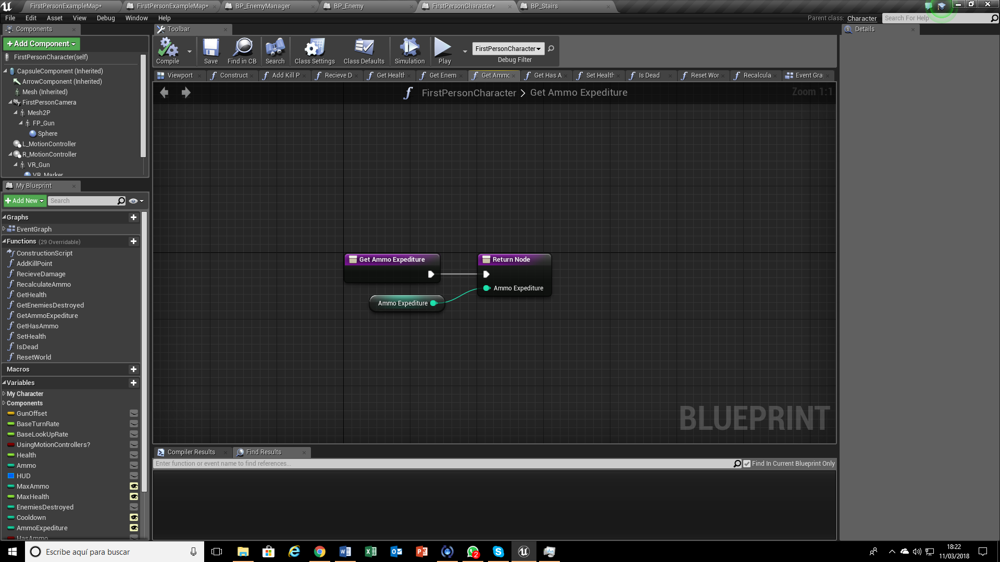 FirstPersonExampleMap*
FirstPersonExampleMap*
BP_EnemyManager
BP_Enemy
FirstPersonCharacter*
BP_Stairs
File Edit Asset View Debug Window Help
Parent class: Character
Search For Help
Components
Toolbar
Details
+ Add Component
FirstPersonCharacter(self)
CapsuleComponent (Inherited)
ArrowComponent (Inherited)
Mesh (Inherited)
FirstPersonCamera
Mesh2P
FP_Gun
Sphere
L_MotionController
R_MotionController
VR_Gun
VR_Marker
Compile
Save
Find in CB
Search
Class Settings
Class Defaults
Simulation
Play
FirstPersonCharacter
Debug Filter
Viewport
Construct
Add Kill P
Recieve D
Get Health
Get Enem
Get Ammo
Get Has A
Set Health
Is Dead
Reset Wor
Recalcula
Event Gra
FirstPersonCharacter > Get Ammo Expediture
Zoom 1:1
My Blueprint
+ Add New
Search
Graphs
EventGraph
Functions (29 Overridable)
ConstructionScript
AddKillPoint
RecieveDamage
RecalculateAmmo
GetHealth
GetEnemiesDestroyed
GetAmmoExpediture
GetHasAmmo
SetHealth
IsDead
ResetWorld
Macros
Variables
My Character
Components
GunOffset
BaseTurnRate
BaseLookUpRate
UsingMotionControllers?
Health
Ammo
HUD
MaxAmmo
MaxHealth
EnemiesDestroyed
Cooldown
AmmoExpediture
HasAmmo
Get Ammo Expediture
Return Node
Ammo Expediture
Ammo Expediture
BLUEPRINT
Compiler Results
Find Results
Enter function or event name to find references...
Find In Current Blueprint Only
Escribe aquí para buscar
2
18:22
11/03/2018